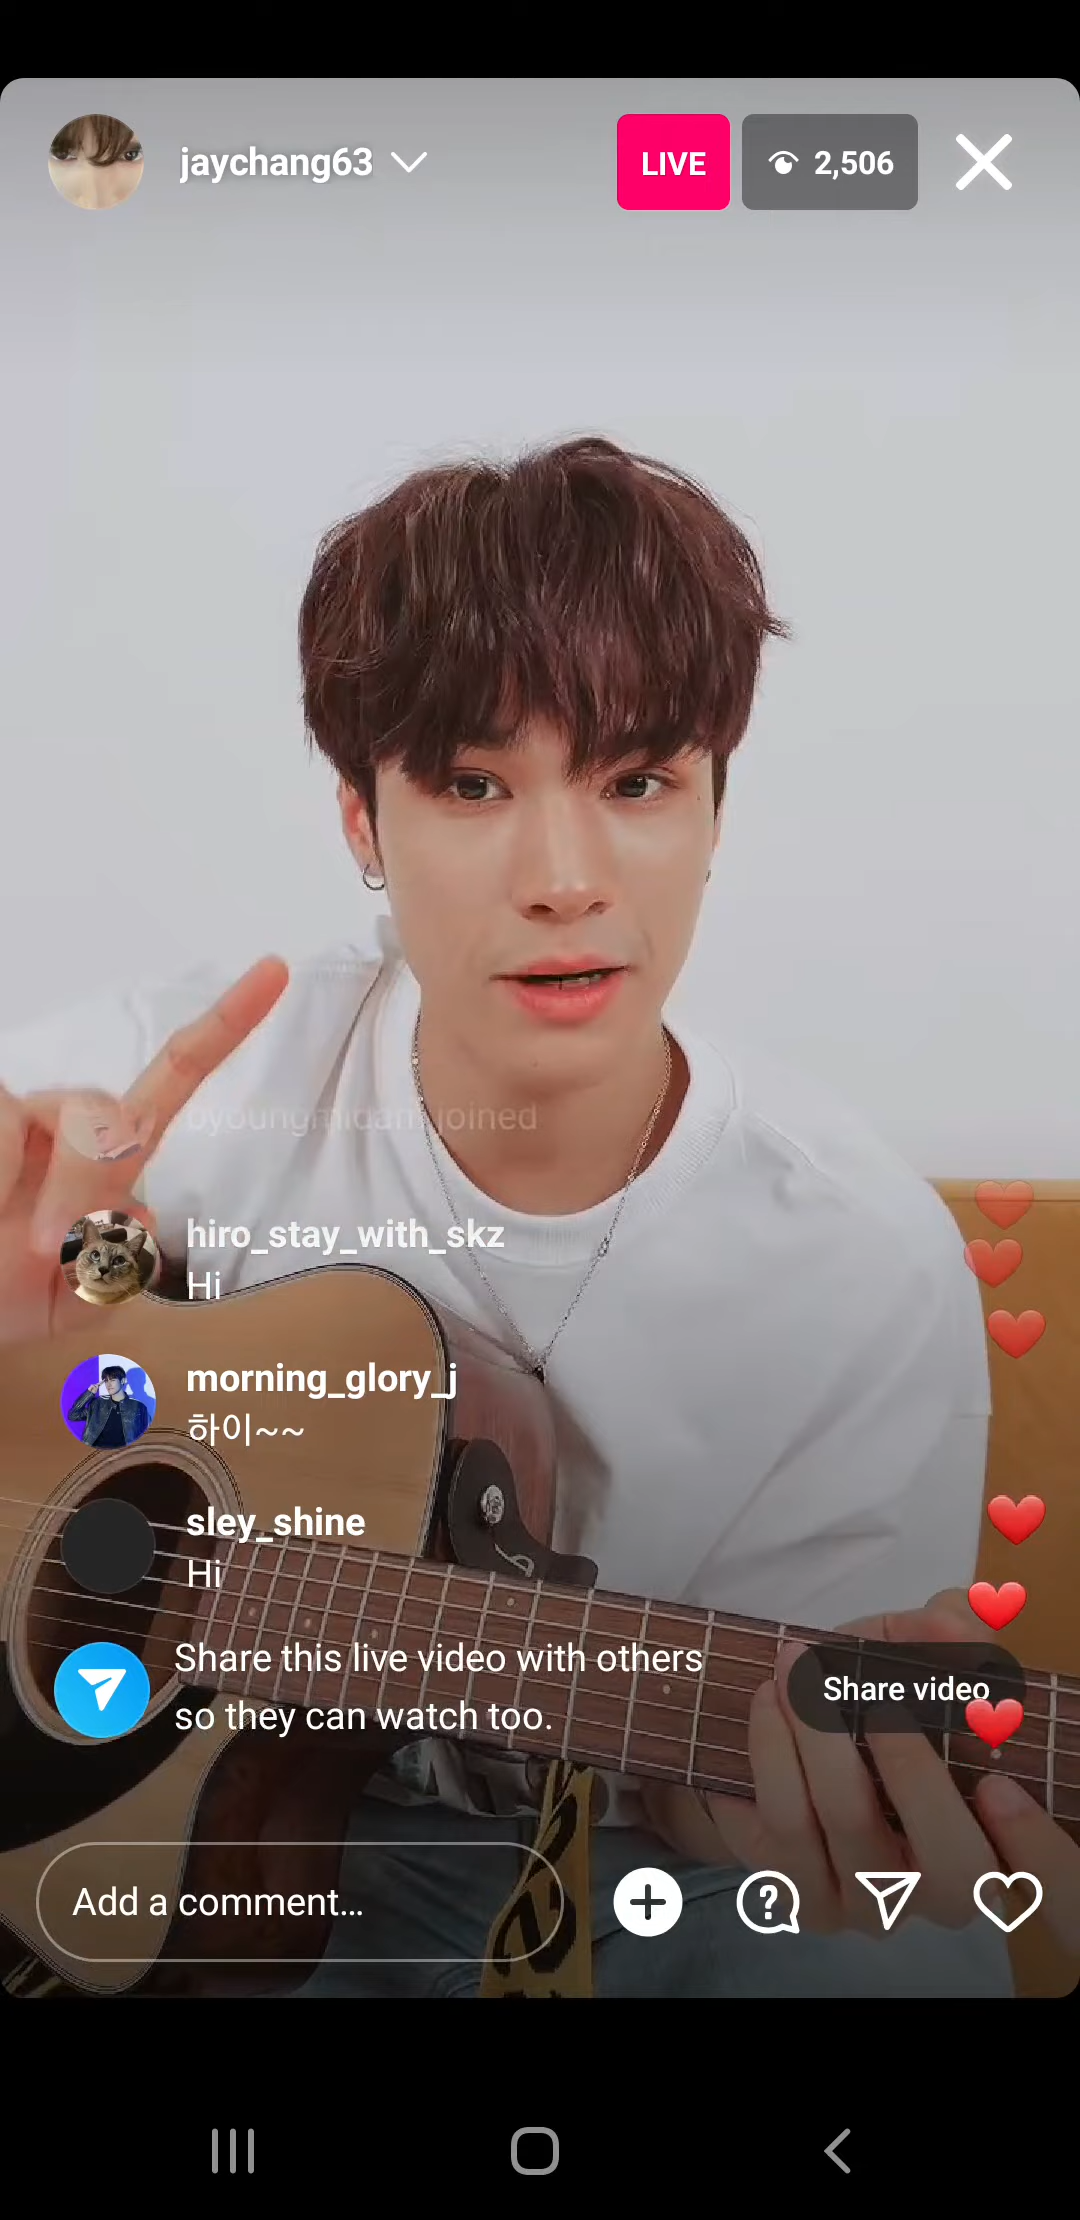 jaychang63
LIVE
2,506
byoungmidam joined
hiro_stay_with_skz
Hi
morning_glory_j
하이~~
sley_shine
Hi
Share this live video with others
so they can watch too.
Share video
Add a comment...